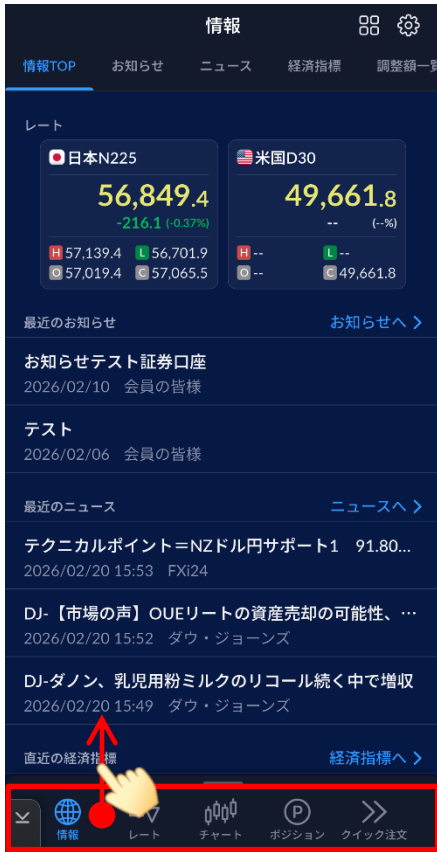 情報
情報TOP お知らせ ニュース 経済指標 調整額一覧
レート
日本N225 米国D30
56,849.4 49,661.8
-216.1 (-0.37%) -- (--%)
H 57,139.4 L 56,701.9 H -- L --
O 57,019.4 C 57,065.5 O -- C 49,661.8
最近のお知らせ お知らせへ
お知らせテスト証券口座
2026/02/10 会員の皆様
テスト
2026/02/06 会員の皆様
最近のニュース ニュースへ
テクニカルポイント＝NZドル円サポート1 91.80...
2026/02/20 15:53 FXi24
DJ-【市場の声】OUEリートの資産売却の可能性、…
2026/02/20 15:52 ダウ・ジョーンズ
DJ-ダノン、乳児用粉ミルクのリコール続く中で増収
2026/02/20 15:49 ダウ・ジョーンズ
直近の経済指標 経済指標へ
情報 レート チャート P ポジション クイック注文